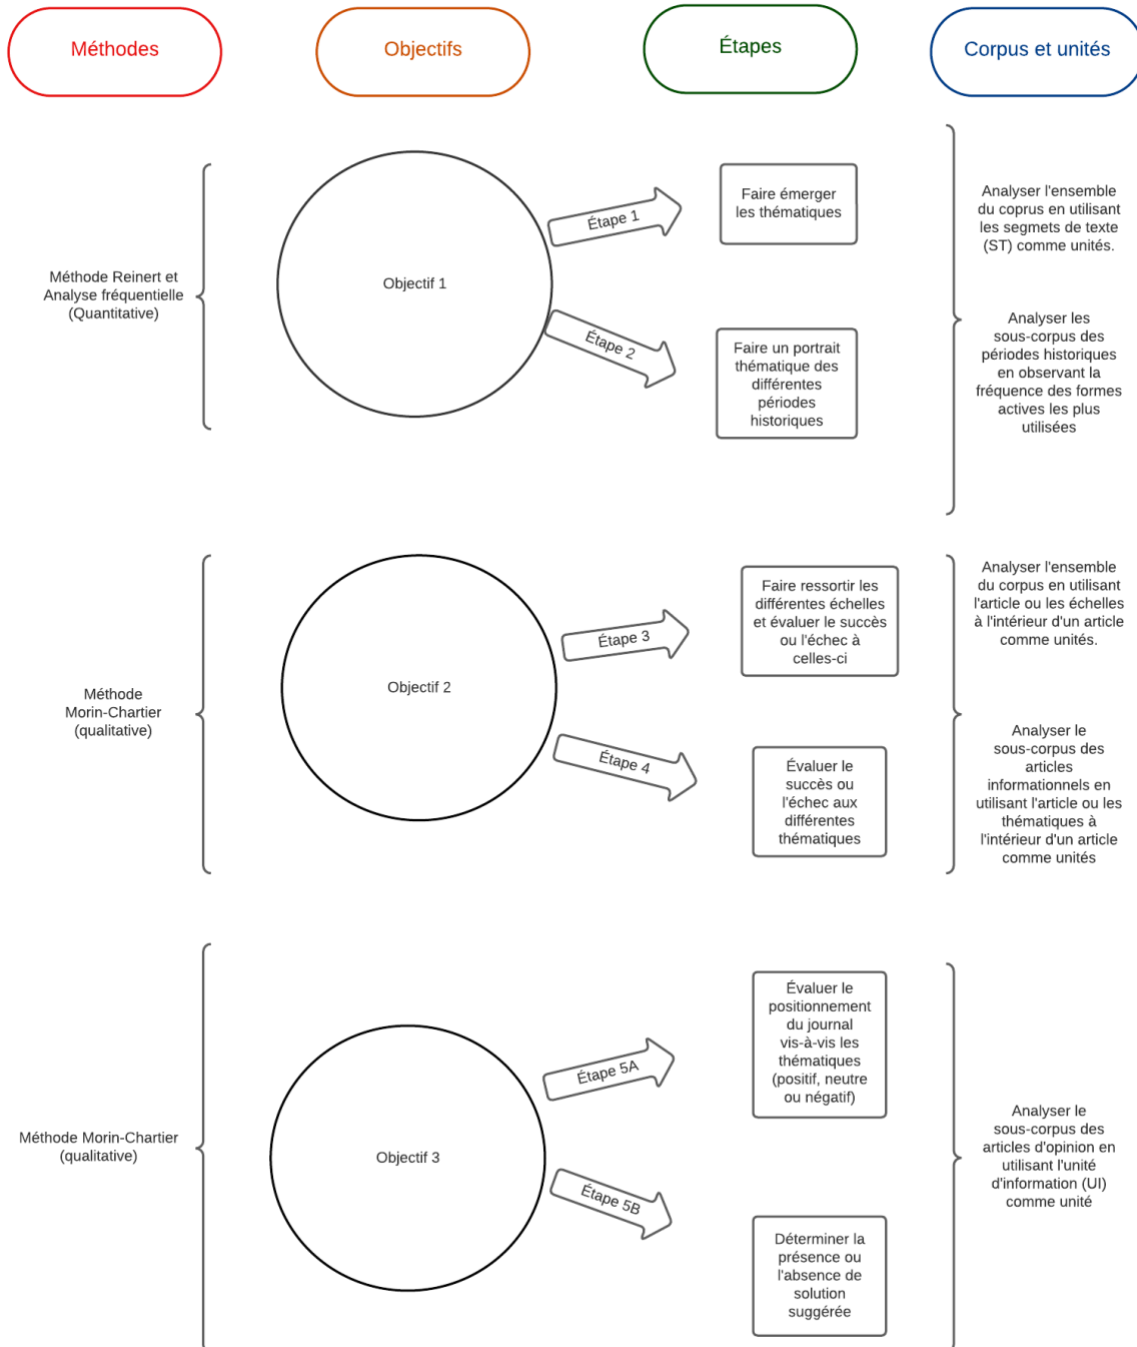 Méthodes
Objectifs
Étapes
Corpus et unités
Méthode Reinert et
Analyse fréquentielle
(Quantitative)
Objectif 1
Étape 1
Faire émerger
les thématiques
Étape 2
Faire un portrait
thématique des
différentes
périodes
historiques
Analyser l'ensemble
du coprus en utilisant
les segmets de texte
(ST) comme unités.
Analyser les
sous-corpus des
périodes historiques
en observant la
fréquence des formes
actives les plus
utilisées
Méthode
Morin-Chartier
(qualitative)
Objectif 2
Étape 3
Faire ressortir les
différentes échelles
et évaluer le succès
ou l'échec à
celles-ci
Étape 4
Évaluer le
succès ou
l'échec aux
différentes
thématiques
Analyser l'ensemble
du corpus en utilisant
l'article ou les échelles
à l'intérieur d'un article
comme unités.
Analyser le
sous-corpus des
articles
informationnels en
utilisant l'article ou les
thématiques à
l'intérieur d'un article
comme unités
Méthode Morin-Chartier
(qualitative)
Objectif 3
Étape 5A
Évaluer le
positionnement
du journal
vis-à-vis les
thématiques
(positif, neutre
ou négatif)
Étape 5B
Déterminer la
présence ou
l'absence de
solution
suggérée
Analyser le
sous-corpus des
articles d'opinion en
utilisant l'unité
d'information (UI)
comme unité